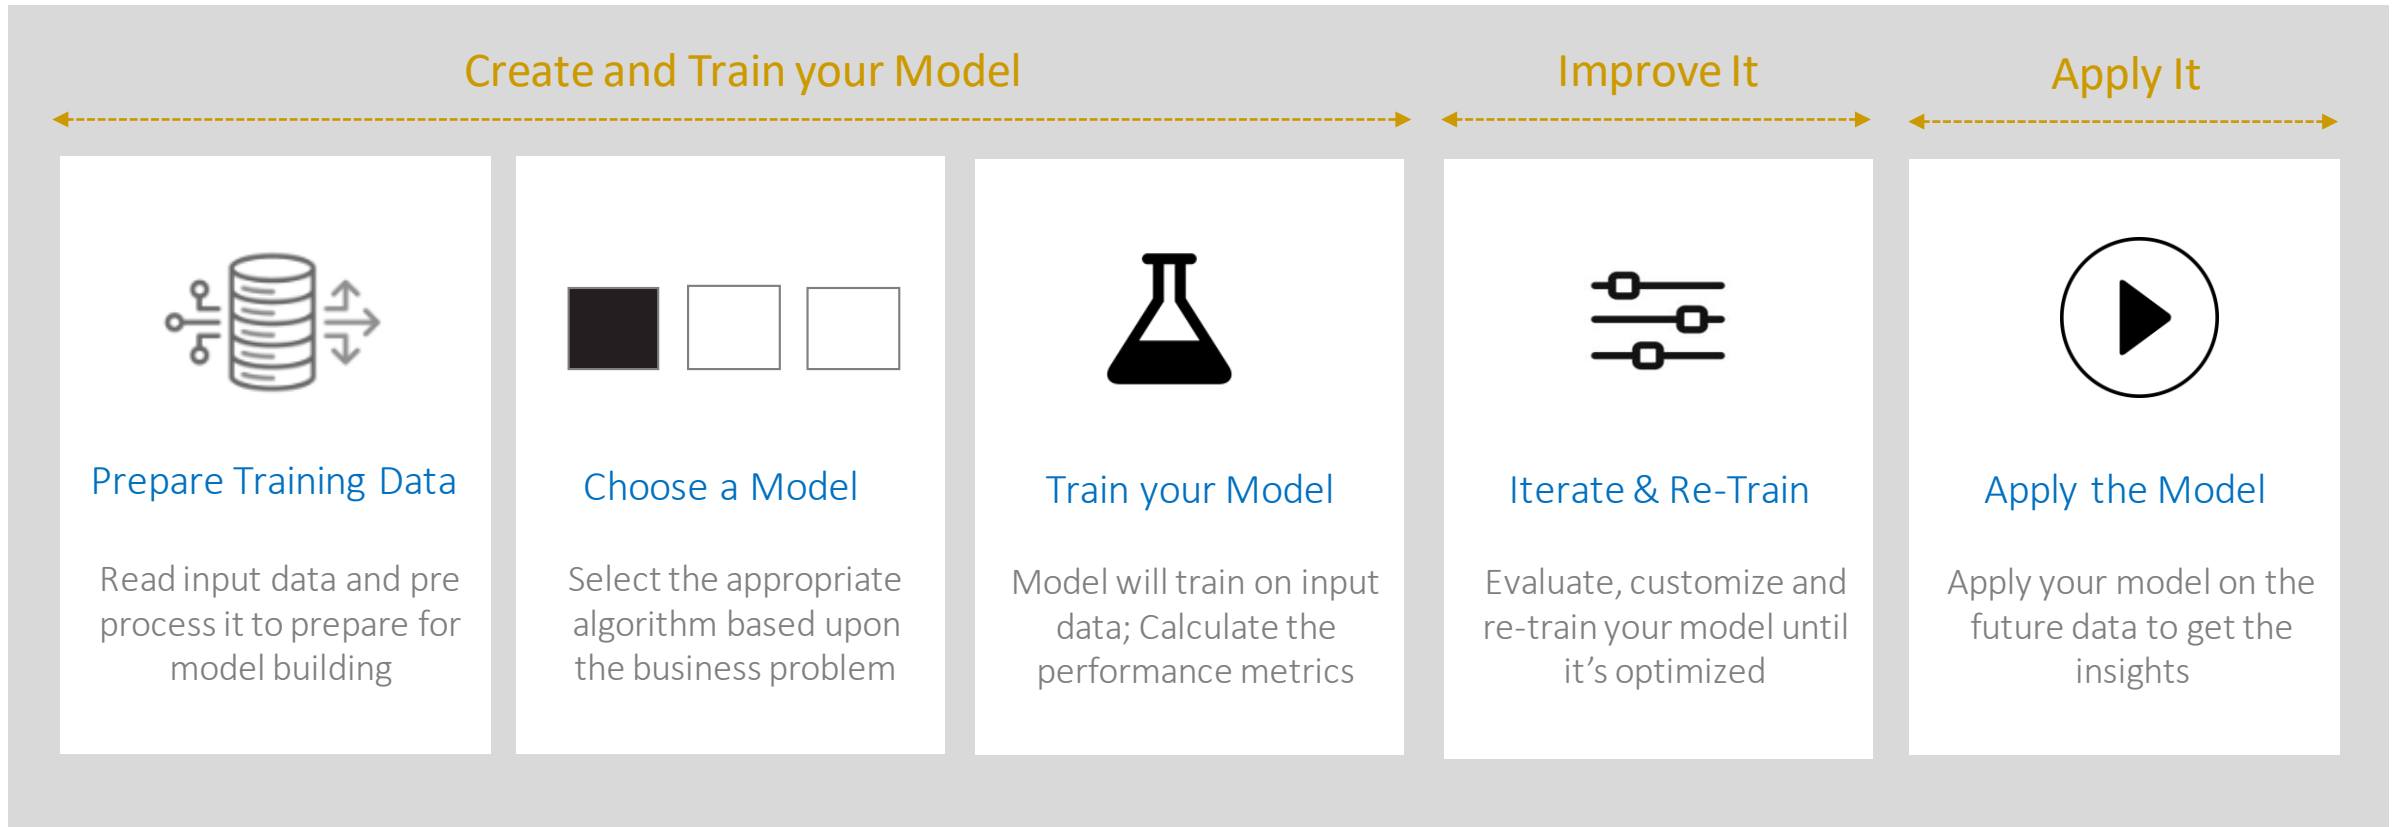 Create and Train your Model
Improve It
Apply It
Prepare Training Data
Read input data and pre
process it to prepare for
model building
Choose a Model
Select the appropriate
algorithm based upon
the business problem
Train your Model
Model will train on input
data; Calculate the
performance metrics
Iterate & Re-Train
Evaluate, customize and
re-train your model until
it’s optimized
Apply the Model
Apply your model on the
future data to get the
insights